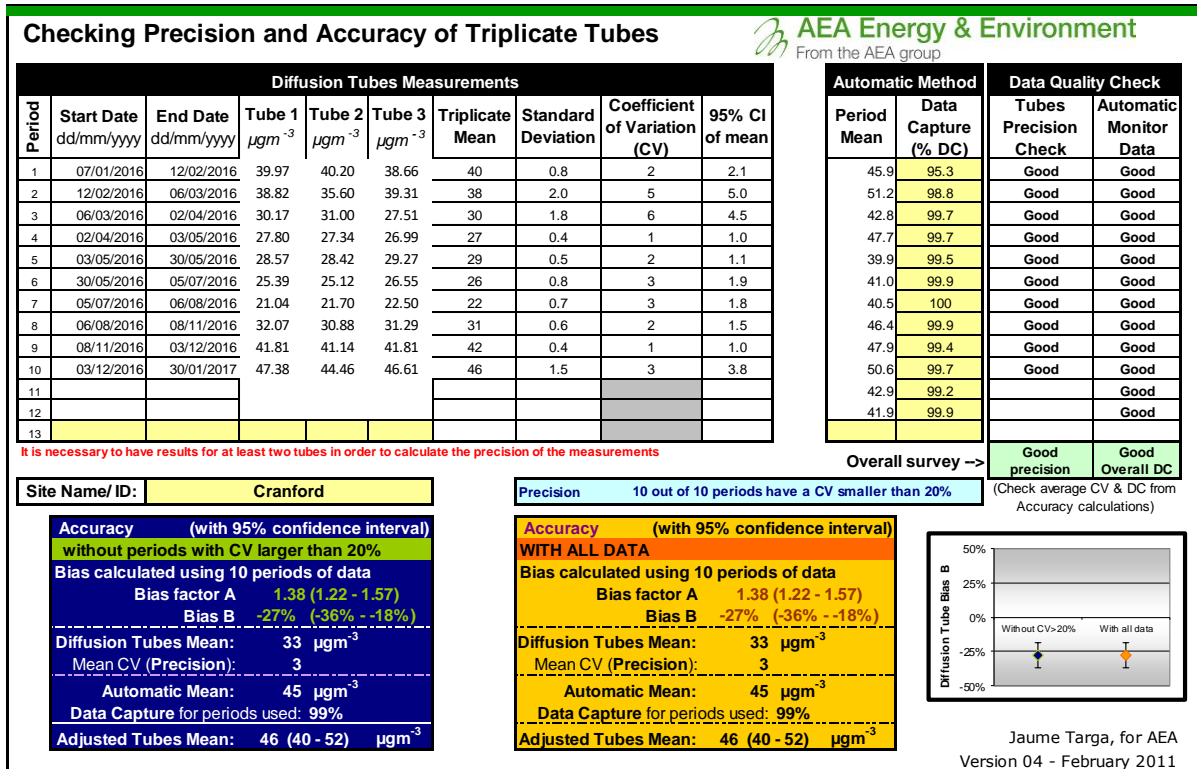 Checking Precision and Accuracy of Triplicate Tubes
AEA Energy & Environment
From the AEA group
Diffusion Tubes Measurements
Automatic Method
Data Quality Check
Period Start Date dd/mm/yyyy End Date dd/mm/yyyy Tube 1 µgm⁻³ Tube 2 µgm⁻³ Tube 3 µgm⁻³ Triplicate Mean Standard Deviation Coefficient of Variation (CV) 95% CI of mean Period Mean Data Capture (% DC) Tubes Precision Check Automatic Monitor Data
1 07/01/2016 12/02/2016 39.97 40.20 38.66 40 0.8 2 2.1 45.9 95.3 Good Good
2 12/02/2016 06/03/2016 38.82 35.60 39.31 38 2.0 5 5.0 51.2 98.8 Good Good
3 06/03/2016 02/04/2016 30.17 31.00 27.51 30 1.8 6 4.5 42.8 99.7 Good Good
4 02/04/2016 03/05/2016 27.80 27.34 26.99 27 0.4 1 1.0 47.7 99.7 Good Good
5 03/05/2016 30/05/2016 28.57 28.42 29.27 29 0.5 2 1.1 39.9 99.5 Good Good
6 30/05/2016 05/07/2016 25.39 25.12 26.55 26 0.8 3 1.9 41.0 99.9 Good Good
7 05/07/2016 06/08/2016 21.04 21.70 22.50 22 0.7 3 1.8 40.5 100 Good Good
8 06/08/2016 08/11/2016 32.07 30.88 31.29 31 0.6 2 1.5 46.4 99.9 Good Good
9 08/11/2016 03/12/2016 41.81 41.14 41.81 42 0.4 1 1.0 47.9 99.4 Good Good
10 03/12/2016 30/01/2017 47.38 44.46 46.61 46 1.5 3 3.8 50.6 99.7 Good Good
11 42.9 99.2 Good
12 41.9 99.9 Good
13
It is necessary to have results for at least two tubes in order to calculate the precision of the measurements
Overall survey --> Good precision Good Overall DC
Site Name/ ID: Cranford
Precision 10 out of 10 periods have a CV smaller than 20%
(Check average CV & DC from
Accuracy calculations)
Accuracy (with 95% confidence interval)
without periods with CV larger than 20%
Bias calculated using 10 periods of data
Bias factor A 1.38 (1.22 - 1.57)
Bias B -27% (-36% - -18%)
Diffusion Tubes Mean: 33 µgm⁻³
Mean CV (Precision): 3
Automatic Mean: 45 µgm⁻³
Data Capture for periods used: 99%
Adjusted Tubes Mean: 46 (40 - 52) µgm⁻³
Accuracy (with 95% confidence interval)
WITH ALL DATA
Bias calculated using 10 periods of data
Bias factor A 1.38 (1.22 - 1.57)
Bias B -27% (-36% - -18%)
Diffusion Tubes Mean: 33 µgm⁻³
Mean CV (Precision): 3
Automatic Mean: 45 µgm⁻³
Data Capture for periods used: 99%
Adjusted Tubes Mean: 46 (40 - 52) µgm⁻³
Diffusion Tube Bias B
50%
25%
0%
-25%
-50%
Without CV>20% With all data
Jaume Targa, for AEA
Version 04 - February 2011